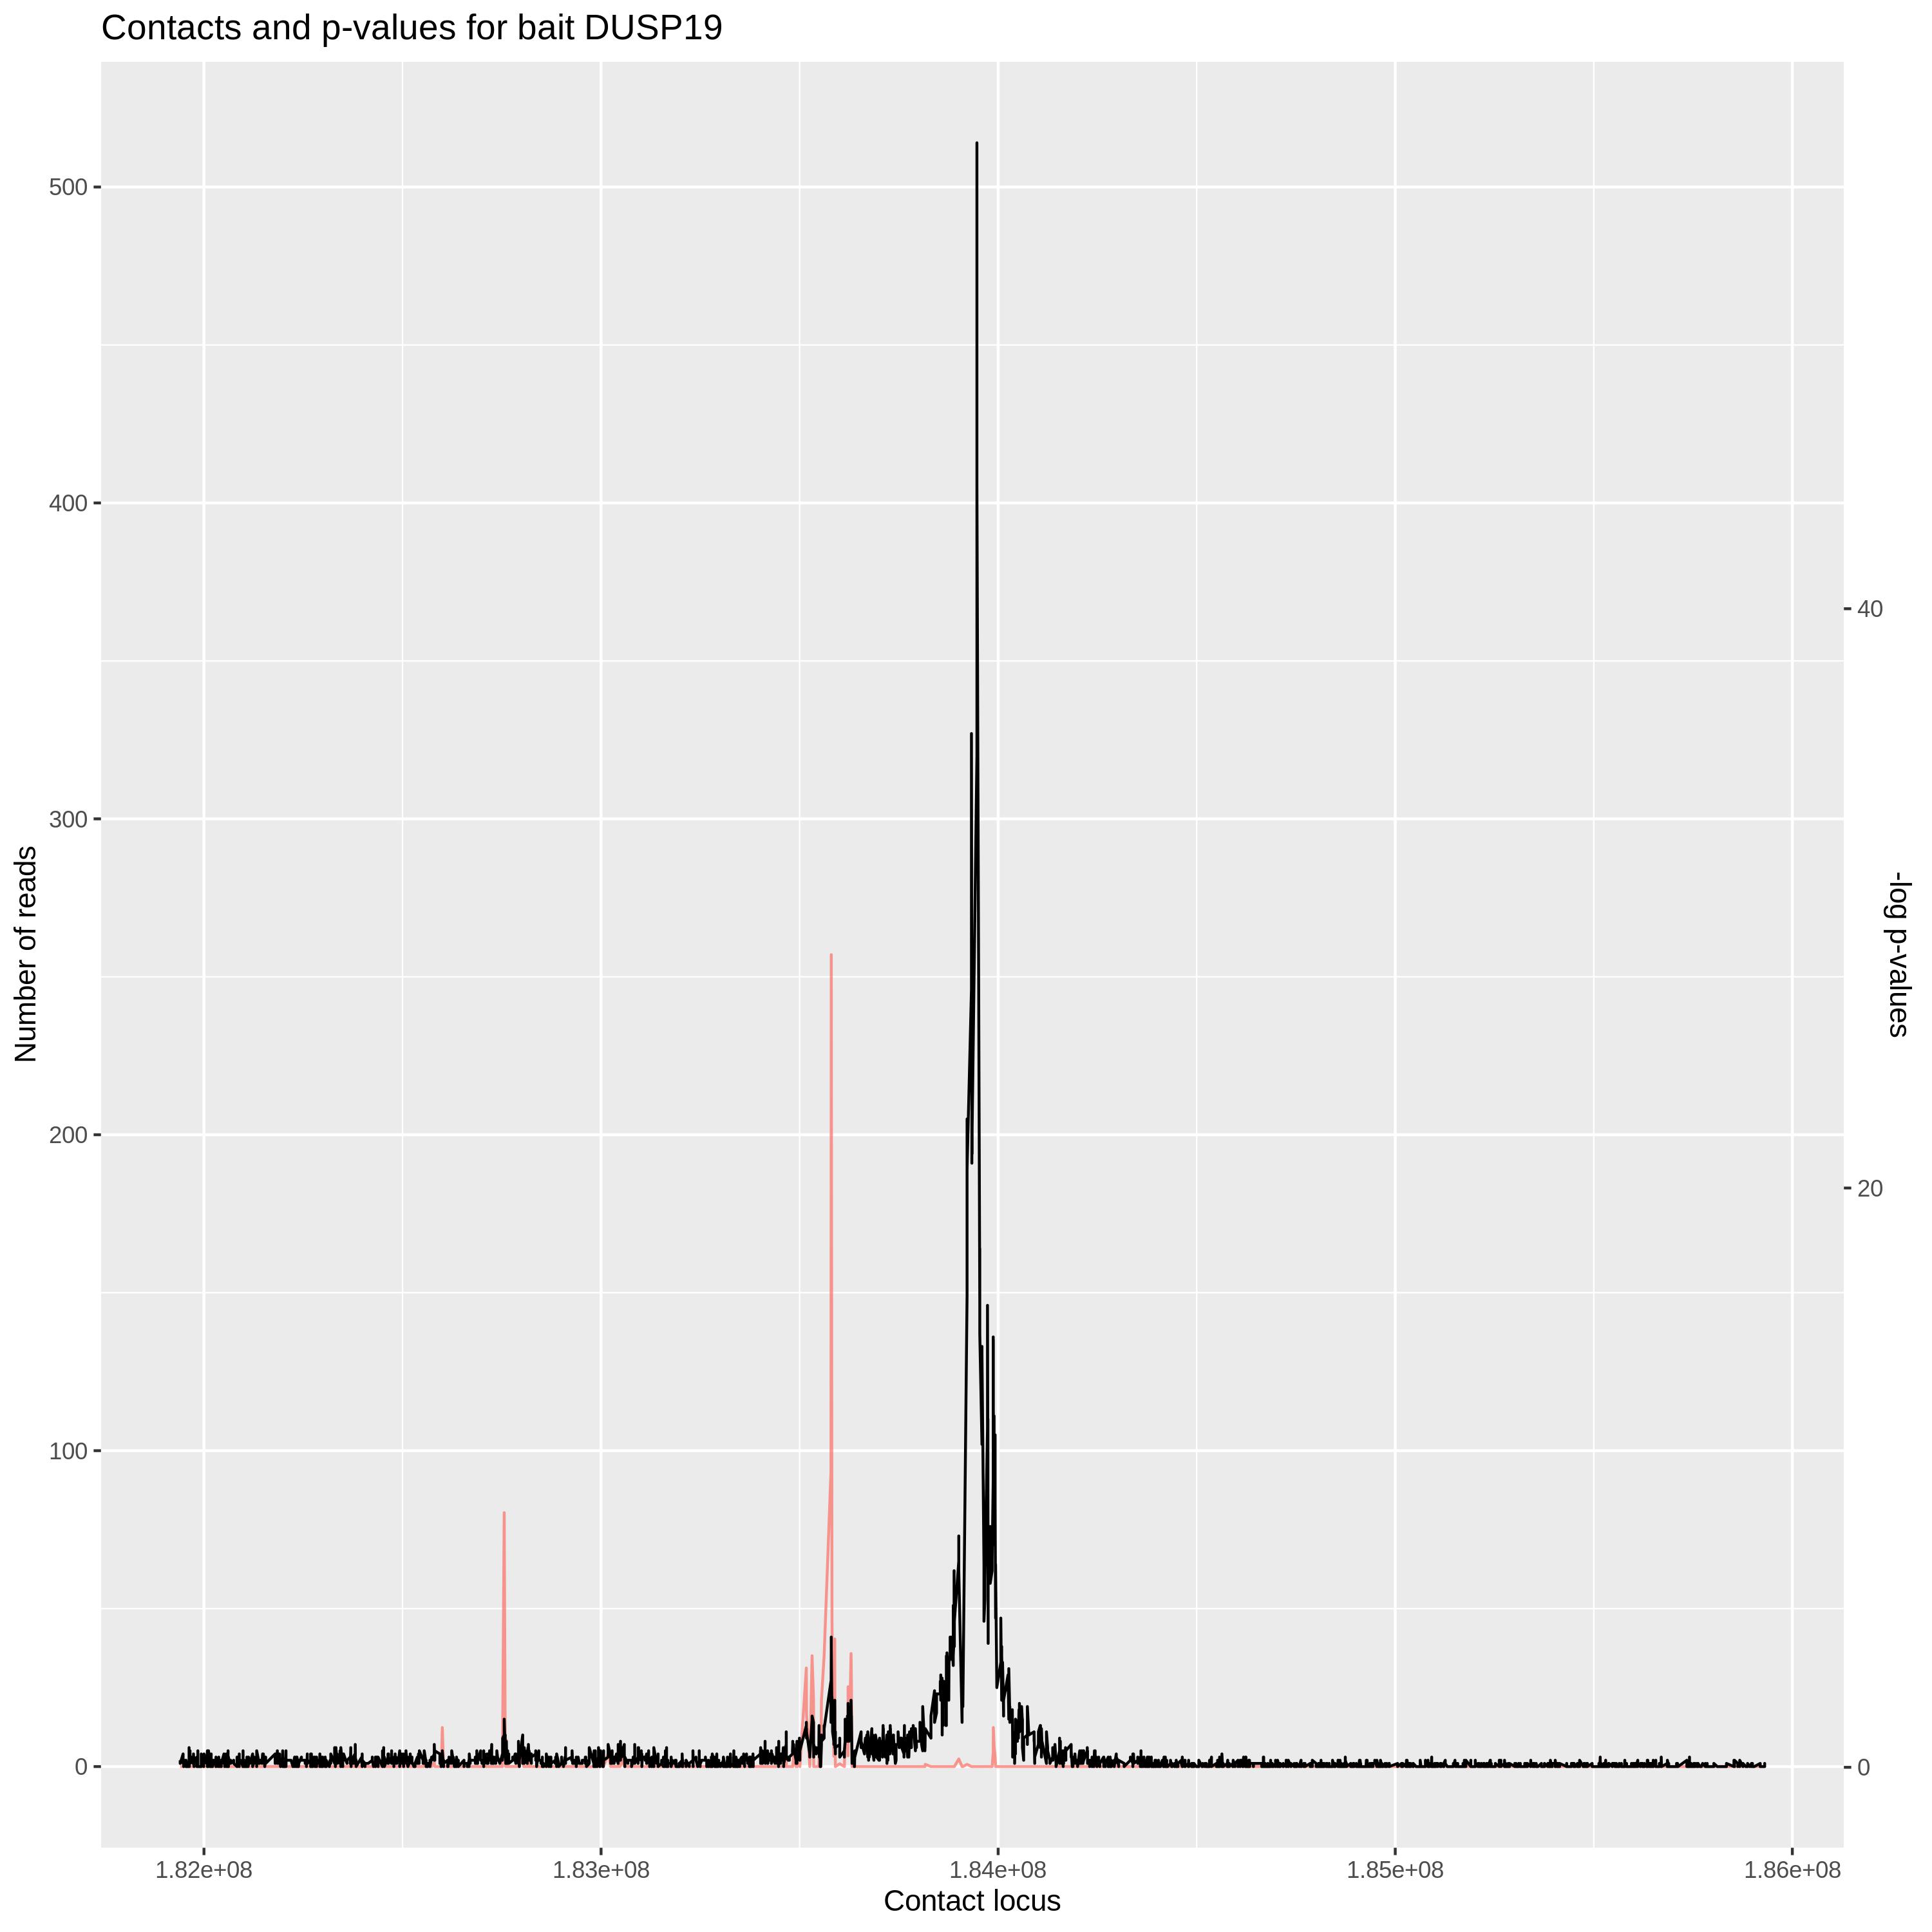 Contacts and p-values for bait DUSP19
500
400
300
200
100
0
Number of reads
40
20
0
-log p-values
1.82e+08
1.83e+08
1.84e+08
1.85e+08
1.86e+08
Contact locus